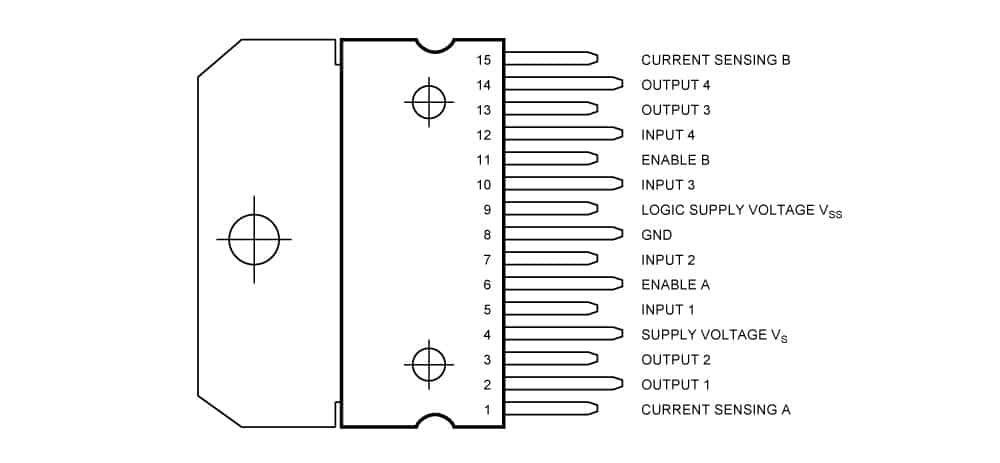 15 CURRENT SENSING B
14 OUTPUT 4
13 OUTPUT 3
12 INPUT 4
11 ENABLE B
10 INPUT 3
9 LOGIC SUPPLY VOLTAGE VSS
8 GND
7 INPUT 2
6 ENABLE A
5 INPUT 1
4 SUPPLY VOLTAGE VS
3 OUTPUT 2
2 OUTPUT 1
1 CURRENT SENSING A